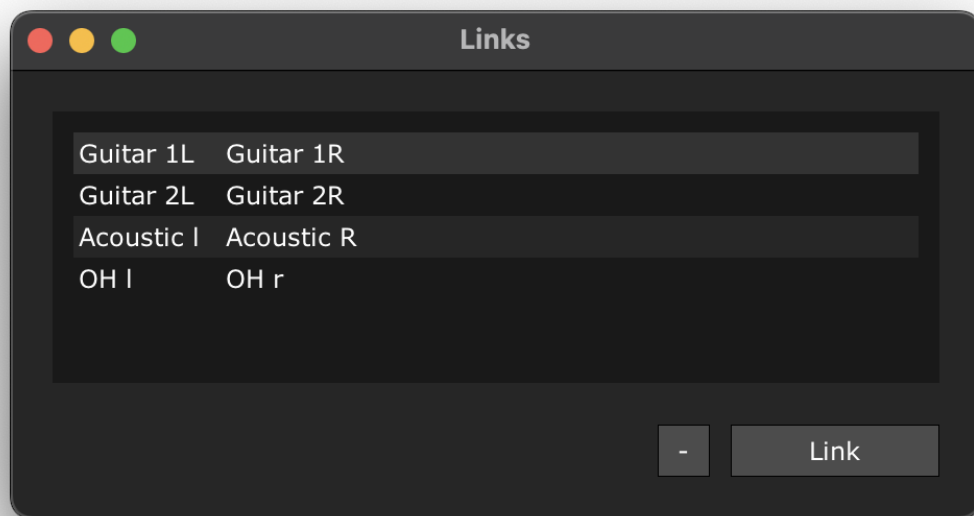 Links
Guitar 1L Guitar 1R
Guitar 2L Guitar 2R
Acoustic l Acoustic R
OH l OH r
- Link